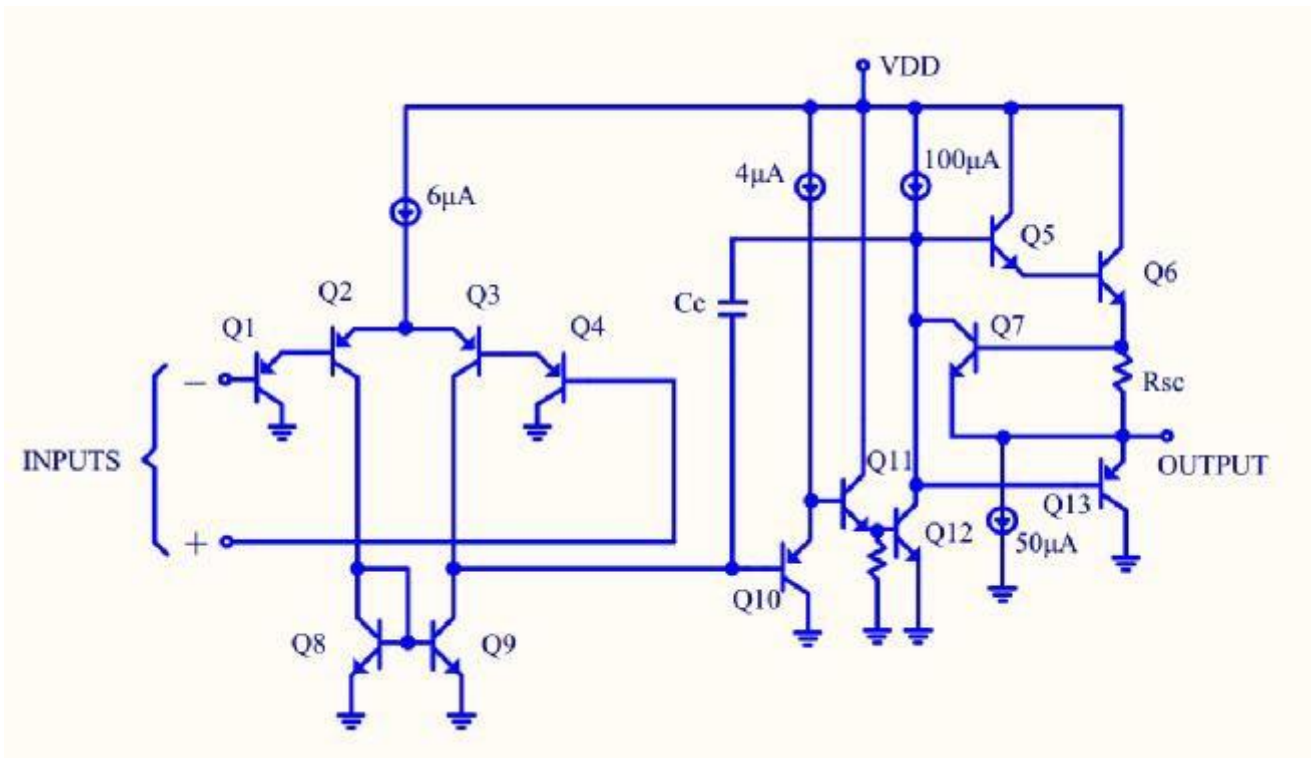 VDD
6μA
4μA
100μA
Q5
Q6
Q1
Q2
Q3
Q4
Cc
Q7
Rsc
−
INPUTS
+
Q11
OUTPUT
Q12
Q13
50μA
Q10
Q8
Q9